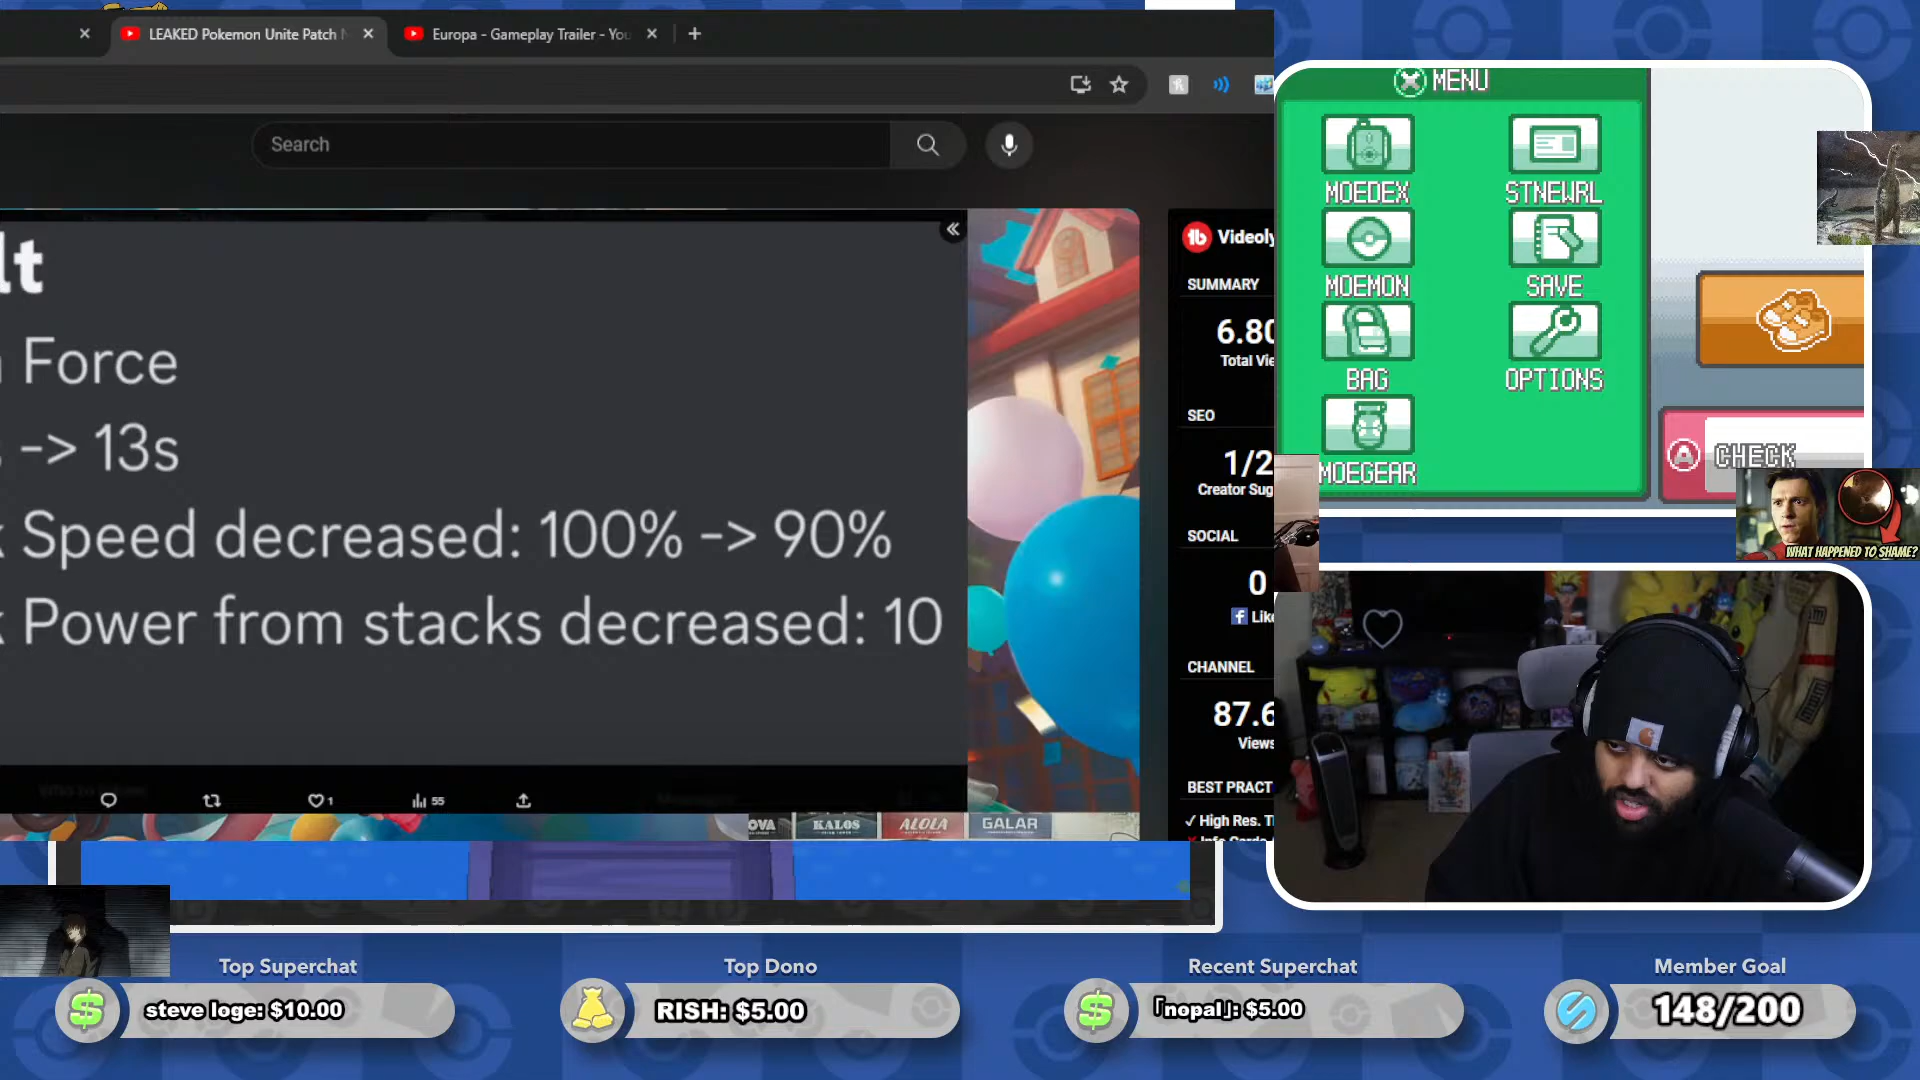 LEAKED Pokemon Unite Patch
Europa - Gameplay Trailer - You
Search
lt
Force
-> 13s
Speed decreased: 100% -> 90%
Power from stacks decreased: 10
1
55
OVA
KALOS
ALOLA
GALAR
Videoly
SUMMARY
6.80
Total Vie
SEO
1/2
Creator Sug
SOCIAL
0
Like
CHANNEL
87.6
Views
BEST PRACT
High Res. T
MENU
MOEDEX
STNEWRL
MOEMON
SAVE
BAG
OPTIONS
MOEGEAR
CHECK
WHAT HAPPENED TO SHAME?
Top Superchat
steve loge: $10.00
Top Dono
RISH: $5.00
Recent Superchat
「nopal」: $5.00
Member Goal
148/200